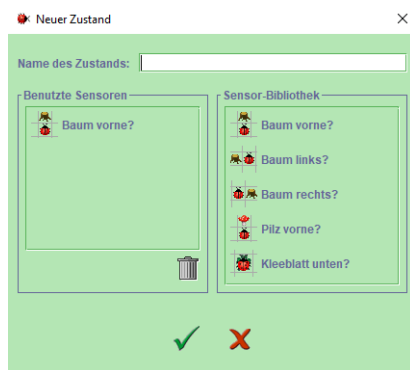 Neuer Zustand
Name des Zustands:
Benutzte Sensoren
Baum vorne?
Sensor-Bibliothek
Baum vorne?
Baum links?
Baum rechts?
Pilz vorne?
Kleeblatt unten?